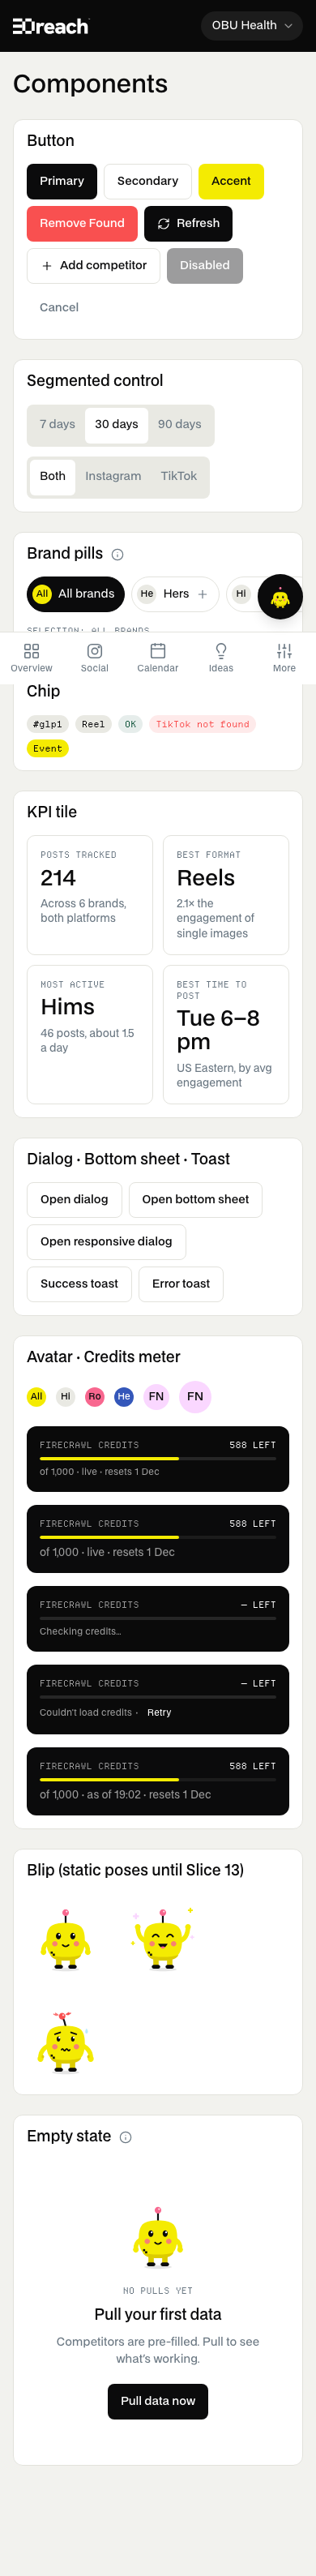 reach
OBU Health
Components
Button
Primary
Secondary
Accent
Remove Found
Refresh
Add competitor
Disabled
Cancel
Segmented control
7 days
30 days
90 days
Both
Instagram
TikTok
Brand pills
All
All brands
He
Hers
Hi
SELECTION: ALL BRANDS
Overview
Social
Calendar
Ideas
More
Chip
#glp1
Reel
OK
TikTok not found
Event
KPI tile
POSTS TRACKED
214
Across 6 brands,
both platforms
BEST FORMAT
Reels
2.1× the
engagement of
single images
MOST ACTIVE
Hims
46 posts, about 1.5
a day
BEST TIME TO
POST
Tue 6–8
pm
US Eastern, by avg
engagement
Dialog · Bottom sheet · Toast
Open dialog
Open bottom sheet
Open responsive dialog
Success toast
Error toast
Avatar · Credits meter
All
Hi
Ro
He
FN
FN
FIRECRAWL CREDITS
588 LEFT
of 1,000 · live · resets 1 Dec
FIRECRAWL CREDITS
588 LEFT
of 1,000 · live · resets 1 Dec
FIRECRAWL CREDITS
— LEFT
Checking credits…
FIRECRAWL CREDITS
— LEFT
Couldn't load credits ·
Retry
FIRECRAWL CREDITS
588 LEFT
of 1,000 · as of 19:02 · resets 1 Dec
Blip (static poses until Slice 13)
Empty state
NO PULLS YET
Pull your first data
Competitors are pre-filled. Pull to see
what's working.
Pull data now